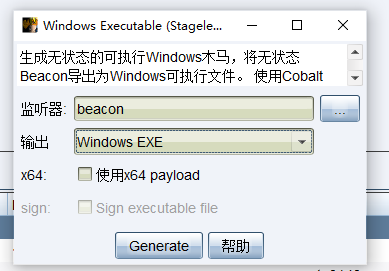 Windows Executable (Stagele...
生成无状态的可执行Windows木马，将无状态
Beacon导出为Windows可执行文件。 使用Cobalt
监听器: beacon ...
输出 Windows EXE
x64: 使用x64 payload
sign: Sign executable file
Generate 帮助